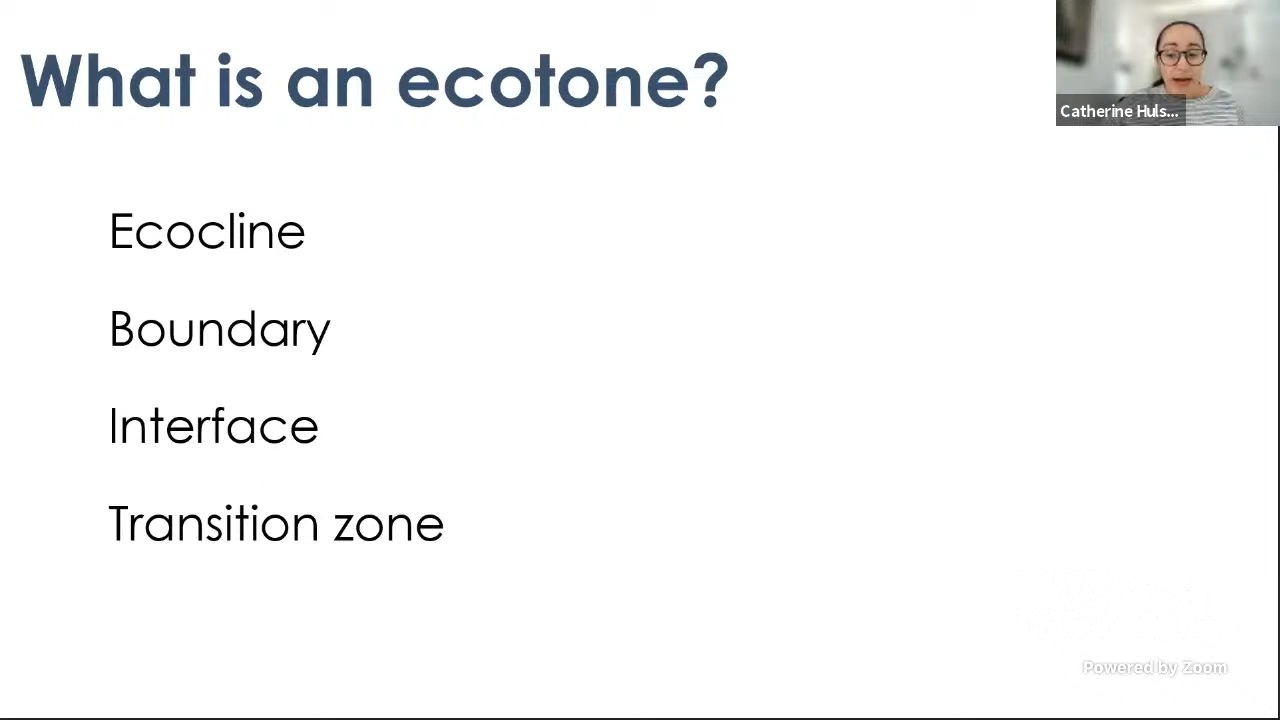 What is an ecotone?
Catherine Huls...
Ecocline
Boundary
Interface
Transition zone
Powered by Zoom